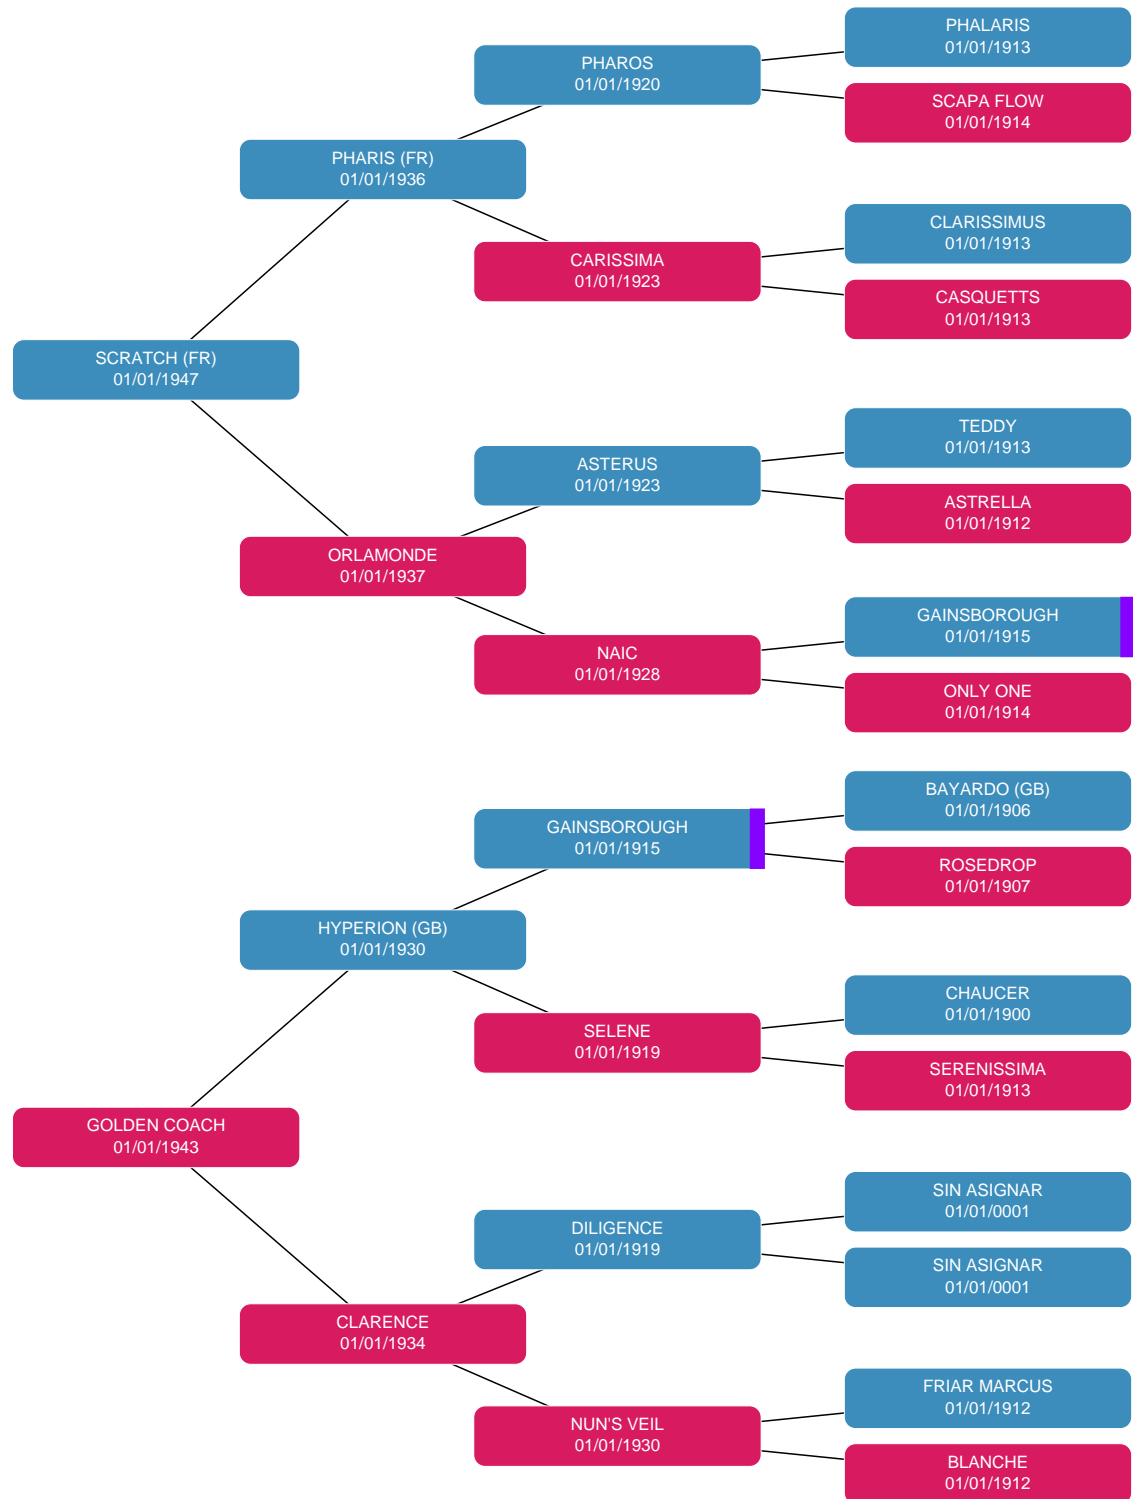 PHALARIS
01/01/1913
PHAROS
01/01/1920
SCAPA FLOW
01/01/1914
PHARIS (FR)
01/01/1936
CLARISSIMUS
01/01/1913
CARISSIMA
01/01/1923
CASQUETTS
01/01/1913
SCRATCH (FR)
01/01/1947
TEDDY
01/01/1913
ASTERUS
01/01/1923
ASTRELLA
01/01/1912
ORLAMONDE
01/01/1937
GAINSBOROUGH
01/01/1915
NAIC
01/01/1928
ONLY ONE
01/01/1914
BAYARDO (GB)
01/01/1906
GAINSBOROUGH
01/01/1915
ROSEDROP
01/01/1907
HYPERION (GB)
01/01/1930
CHAUCER
01/01/1900
SELENE
01/01/1919
SERENISSIMA
01/01/1913
GOLDEN COACH
01/01/1943
SIN ASIGNAR
01/01/0001
DILIGENCE
01/01/1919
SIN ASIGNAR
01/01/0001
CLARENCE
01/01/1934
FRIAR MARCUS
01/01/1912
NUN'S VEIL
01/01/1930
BLANCHE
01/01/1912